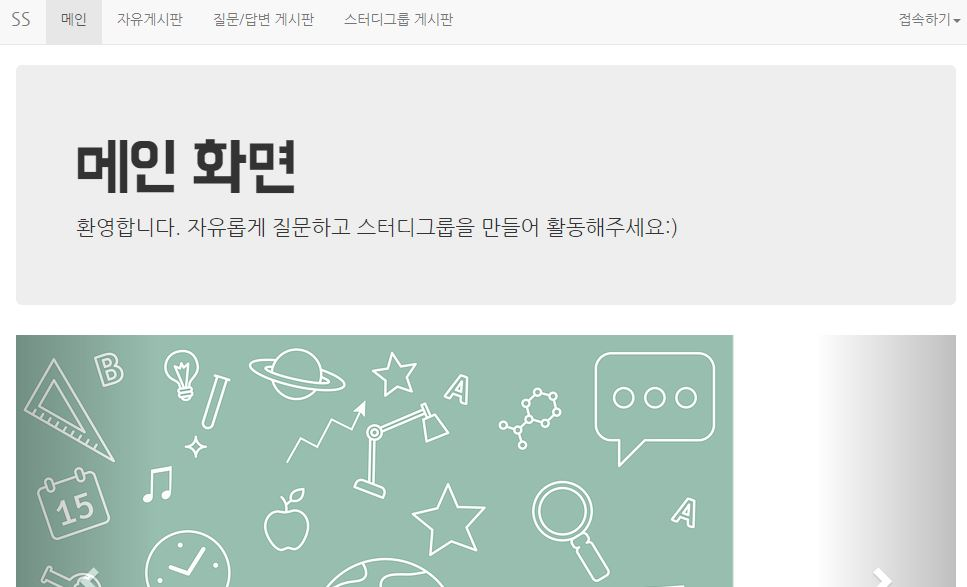 SS 메인 자유게시판 질문/답변 게시판 스터디그룹 게시판 접속하기
메인 화면
환영합니다. 자유롭게 질문하고 스터디그룹을 만들어 활동해주세요:)
B
A
15
A